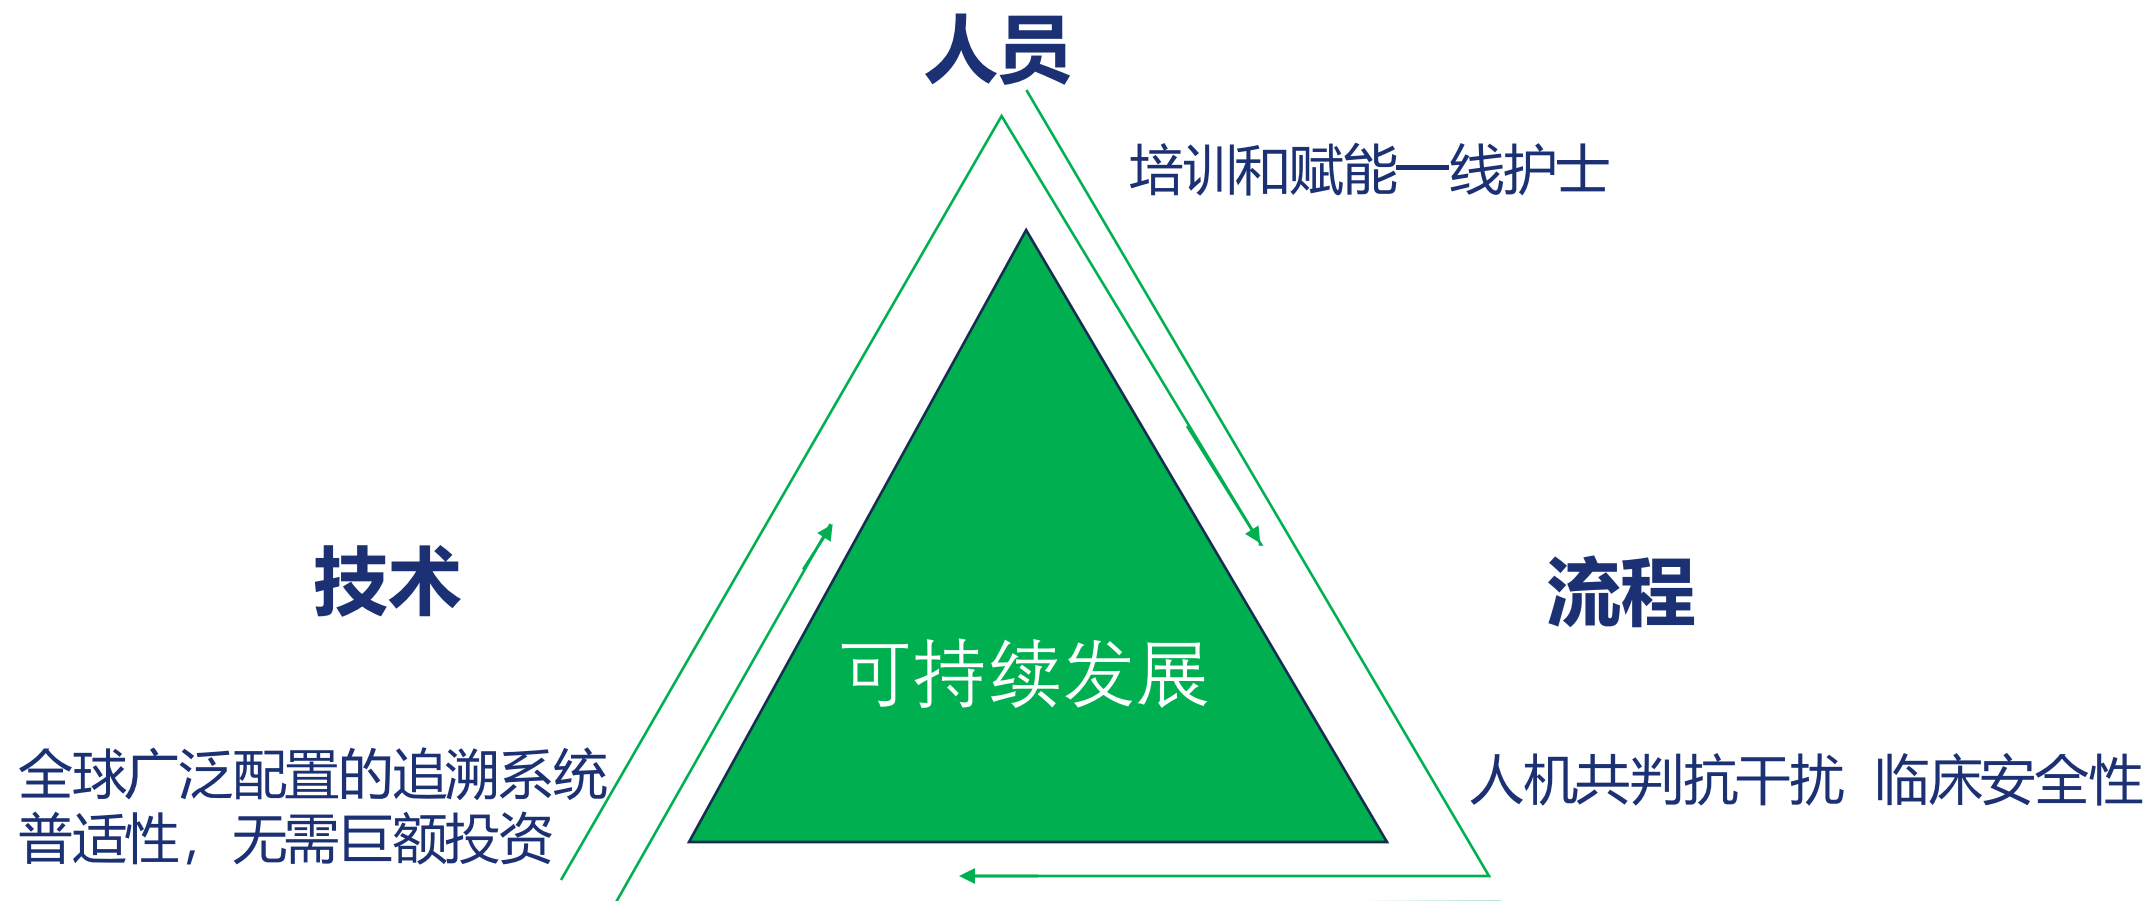 人员
培训和赋能一线护士
技术
流程
可持续发展
全球广泛配置的追溯系统
普适性，无需巨额投资
人机共判抗干扰 临床安全性